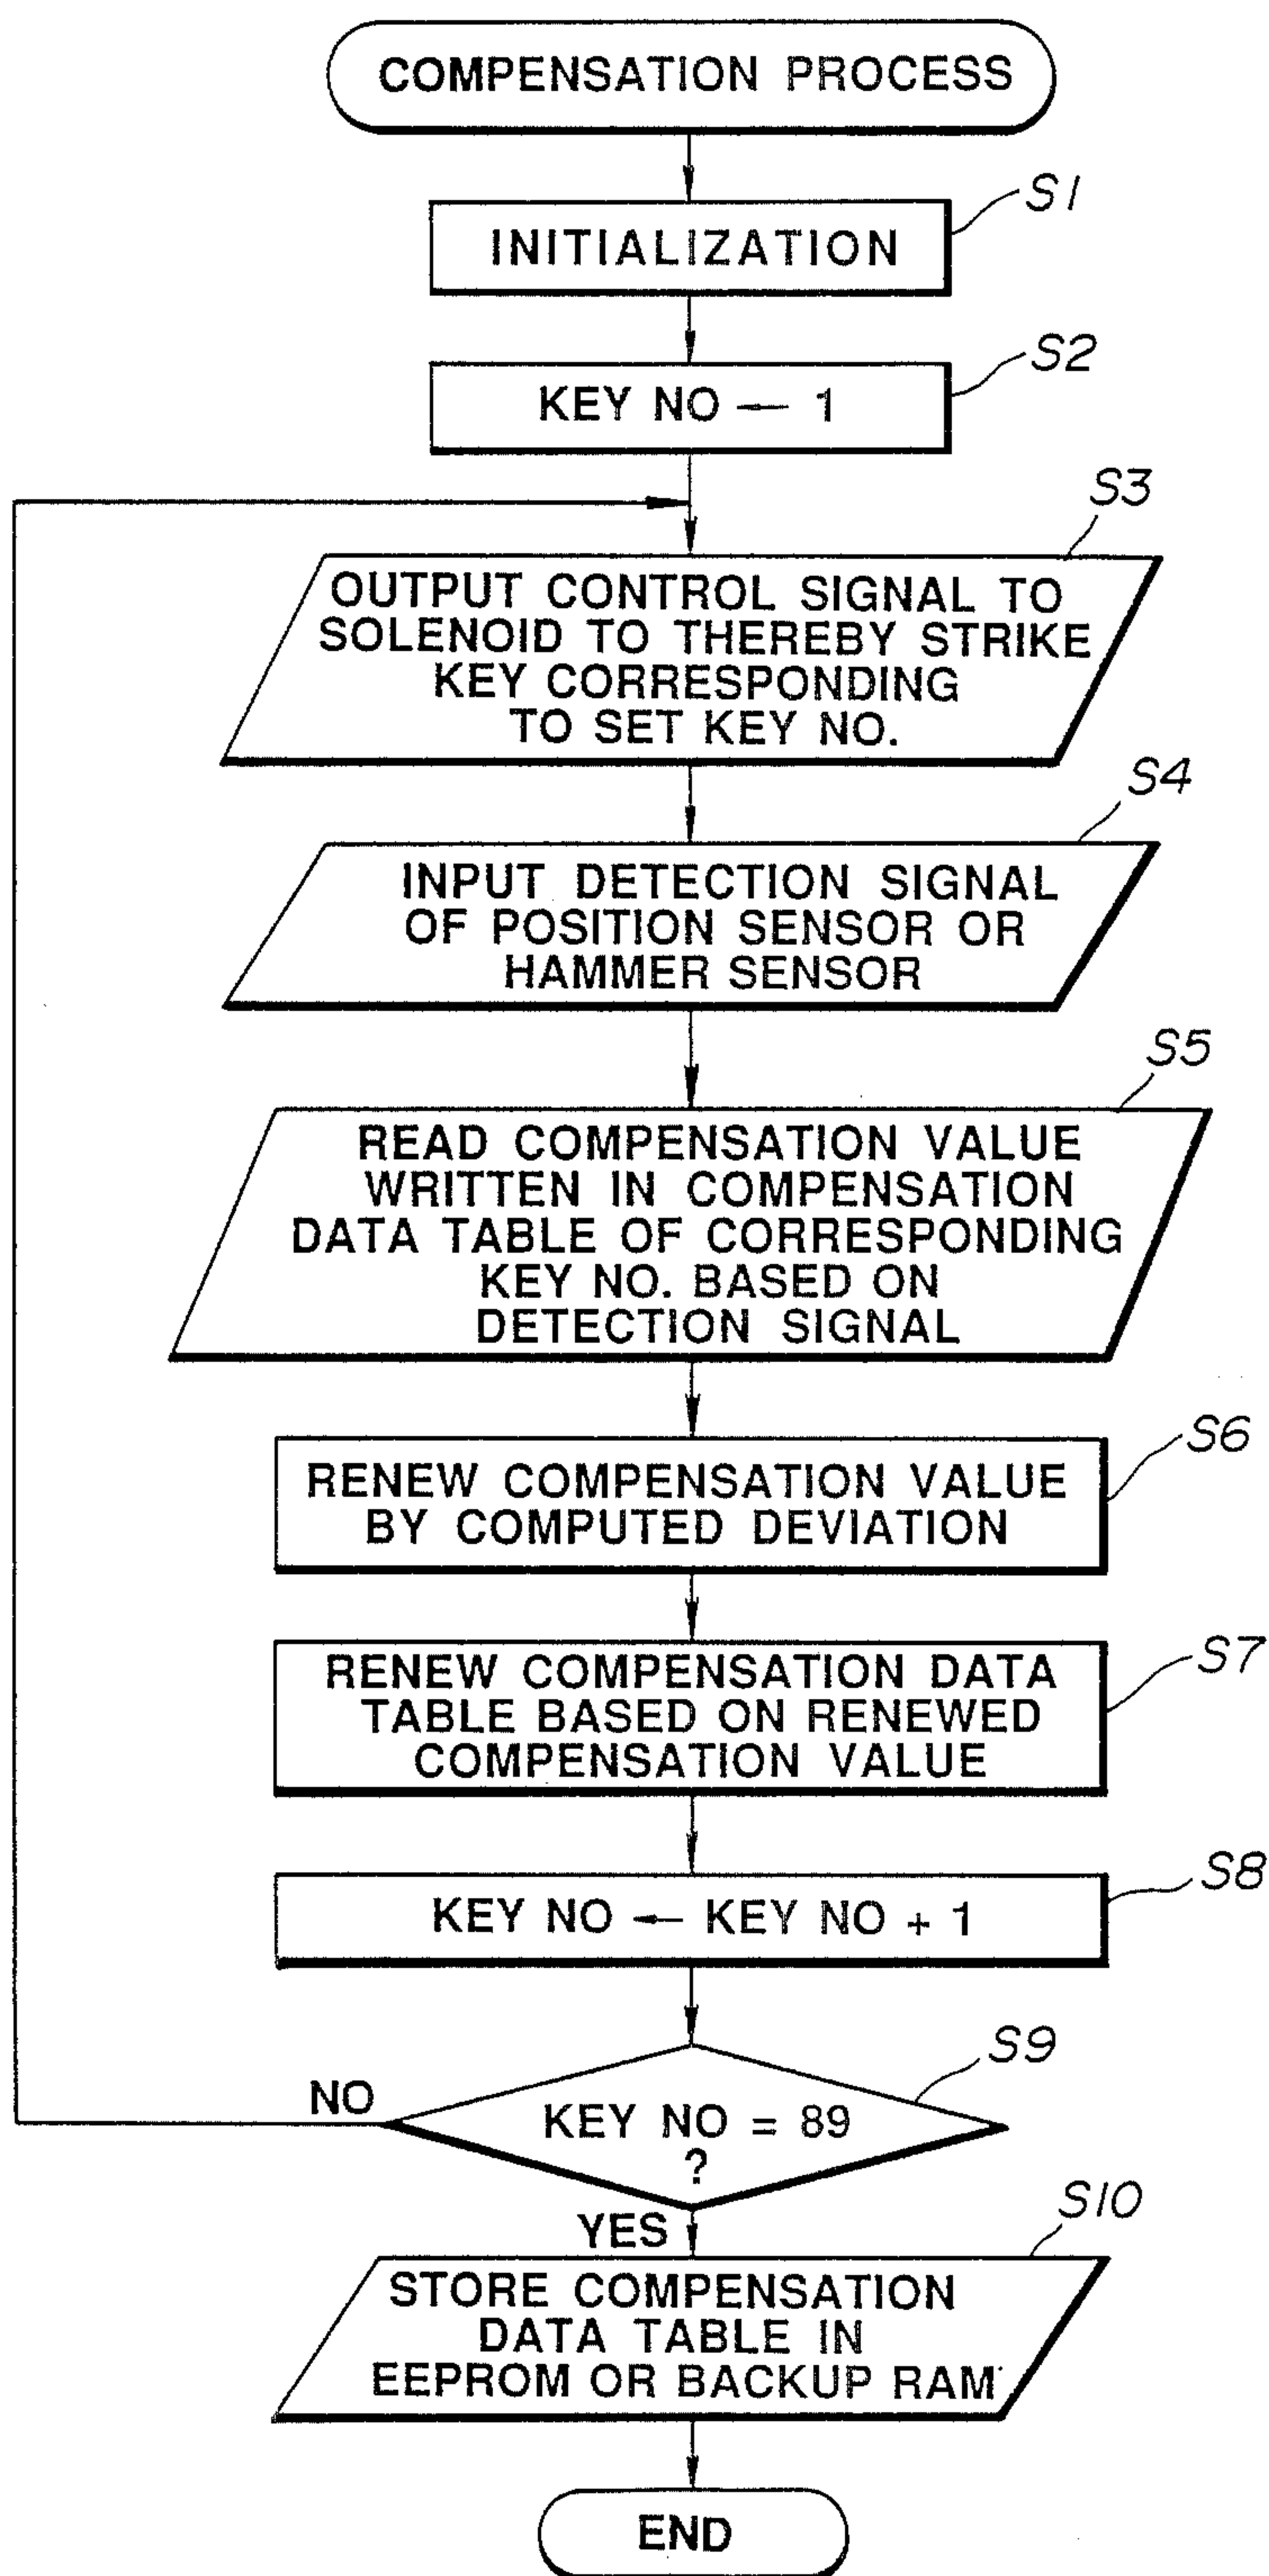 COMPENSATION PROCESS
S1
INITIALIZATION
S2
KEY NO ← 1
S3
OUTPUT CONTROL SIGNAL TO
SOLENOID TO THEREBY STRIKE
KEY CORRESPONDING
TO SET KEY NO.
S4
INPUT DETECTION SIGNAL
OF POSITION SENSOR OR
HAMMER SENSOR
S5
READ COMPENSATION VALUE
WRITTEN IN COMPENSATION
DATA TABLE OF CORRESPONDING
KEY NO. BASED ON
DETECTION SIGNAL
S6
RENEW COMPENSATION VALUE
BY COMPUTED DEVIATION
S7
RENEW COMPENSATION DATA
TABLE BASED ON RENEWED
COMPENSATION VALUE
S8
KEY NO ← KEY NO + 1
S9
NO
KEY NO = 89
?
YES
S10
STORE COMPENSATION
DATA TABLE IN
EEPROM OR BACKUP RAM
END